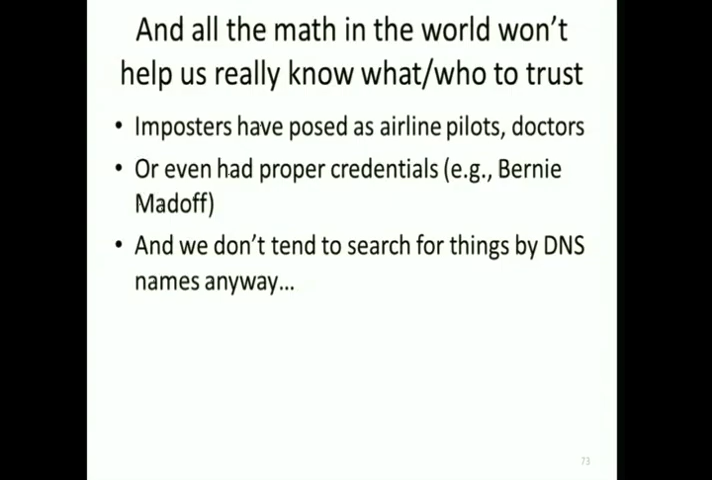 And all the math in the world won't
help us really know what/who to trust
• Imposters have posed as airline pilots, doctors
• Or even had proper credentials (e.g., Bernie
Madoff)
• And we don't tend to search for things by DNS
names anyway...
73